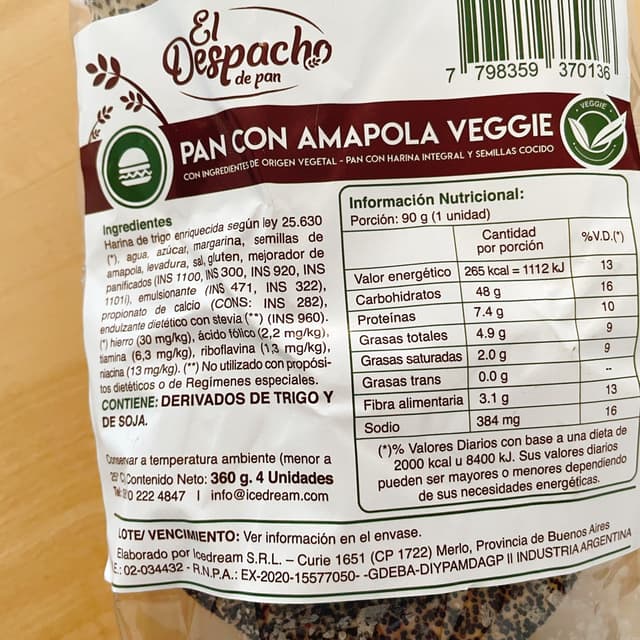 El
Despacho
de pan
7 798359 370136
PAN CON AMAPOLA VEGGIE
CON INGREDIENTES DE ORIGEN VEGETAL - PAN CON HARINA INTEGRAL Y SEMILLAS COCIDO
VEGGIE
Ingredientes
Harina de trigo enriquecida según ley 25.630
(*), agua, azúcar, margarina, semillas de
amapola, levadura, sal, gluten, mejorador de
panificados (INS 1100, INS 300, INS 920, INS
1101i), emulsionante (INS 471, INS 322),
propionato de calcio (CONS: INS 282),
endulzante dietético con stevia (**) (INS 960).
(*) hierro (30 mg/kg), ácido fólico (2,2 mg/kg),
tiamina (6,3 mg/kg), riboflavina (1,3 mg/kg),
niacina (13 mg/kg). (**) No utilizado con propósi-
tos dietéticos o de Regímenes especiales.
CONTIENE: DERIVADOS DE TRIGO Y
DE SOJA.
Conservar a temperatura ambiente (menor a
25° C) Contenido Neto: 360 g. 4 Unidades
0 222 4847 | info@icedream.com
Información Nutricional:
Porción: 90 g (1 unidad)
Cantidad por porción %V.D.(*)
Valor energético 265 kcal = 1112 kJ 13
Carbohidratos 48 g 16
Proteínas 7.4 g 10
Grasas totales 4.9 g 9
Grasas saturadas 2.0 g 9
Grasas trans 0.0 g --
Fibra alimentaria 3.1 g 13
Sodio 384 mg 16
(*)% Valores Diarios con base a una dieta de
2000 kcal u 8400 kJ. Sus valores diarios
pueden ser mayores o menores dependiendo
de sus necesidades energéticas.
LOTE/ VENCIMIENTO: Ver información en el envase.
Elaborado por Icedream S.R.L. – Curie 1651 (CP 1722) Merlo, Provincia de Buenos Aires
.E.: 02-034432 - R.N.P.A.: EX-2020-15577050- -GDEBA-DIYPAMDAGP II INDUSTRIA ARGENTINA